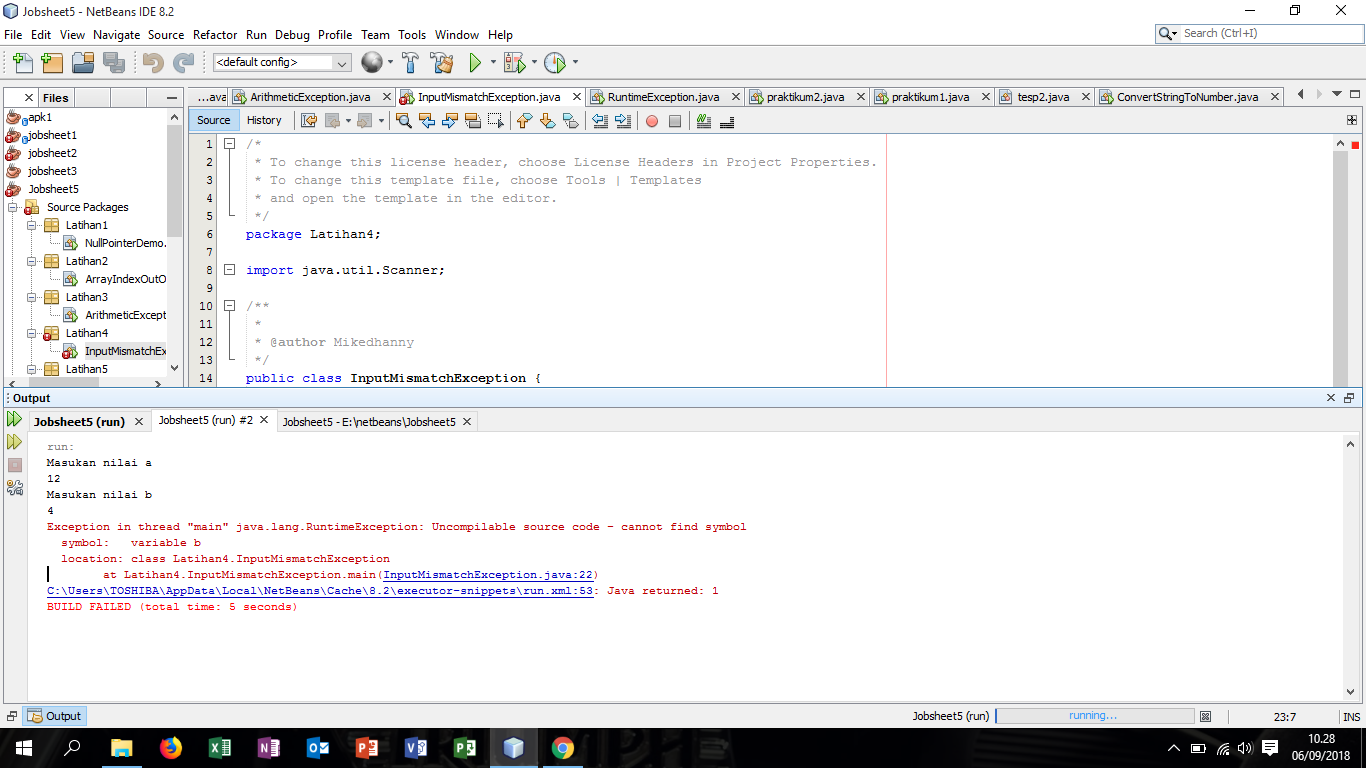 Jobsheet5 - NetBeans IDE 8.2
File Edit View Navigate Source Refactor Run Debug Profile Team Tools Window Help
Search (Ctrl+I)
<default config>
Files
...ava ArithmeticException.java InputMismatchException.java RuntimeException.java praktikum2.java praktikum1.java tesp2.java ConvertStringToNumber.java
apk1
jobsheet1
jobsheet2
jobsheet3
Jobsheet5
Source Packages
Latihan1
NullPointerDemo.
Latihan2
ArrayIndexOutO
Latihan3
ArithmeticExcept
Latihan4
InputMismatchEx
Latihan5
Source History
1 /*
2 * To change this license header, choose License Headers in Project Properties.
3 * To change this template file, choose Tools | Templates
4 * and open the template in the editor.
5 */
6 package Latihan4;
7
8 import java.util.Scanner;
9
10 /**
11 *
12 * @author Mikedhanny
13 */
14 public class InputMismatchException {
Output
Jobsheet5 (run) Jobsheet5 (run) #2 Jobsheet5 - E:\netbeans\Jobsheet5
run:
Masukan nilai a
12
Masukan nilai b
4
Exception in thread "main" java.lang.RuntimeException: Uncompilable source code - cannot find symbol
symbol: variable b
location: class Latihan4.InputMismatchException
at Latihan4.InputMismatchException.main(InputMismatchException.java:22)
C:\Users\TOSHIBA\AppData\Local\NetBeans\Cache\8.2\executor-snippets\run.xml:53: Java returned: 1
BUILD FAILED (total time: 5 seconds)
Output
Jobsheet5 (run) running... 23:7 INS
10.28
06/09/2018